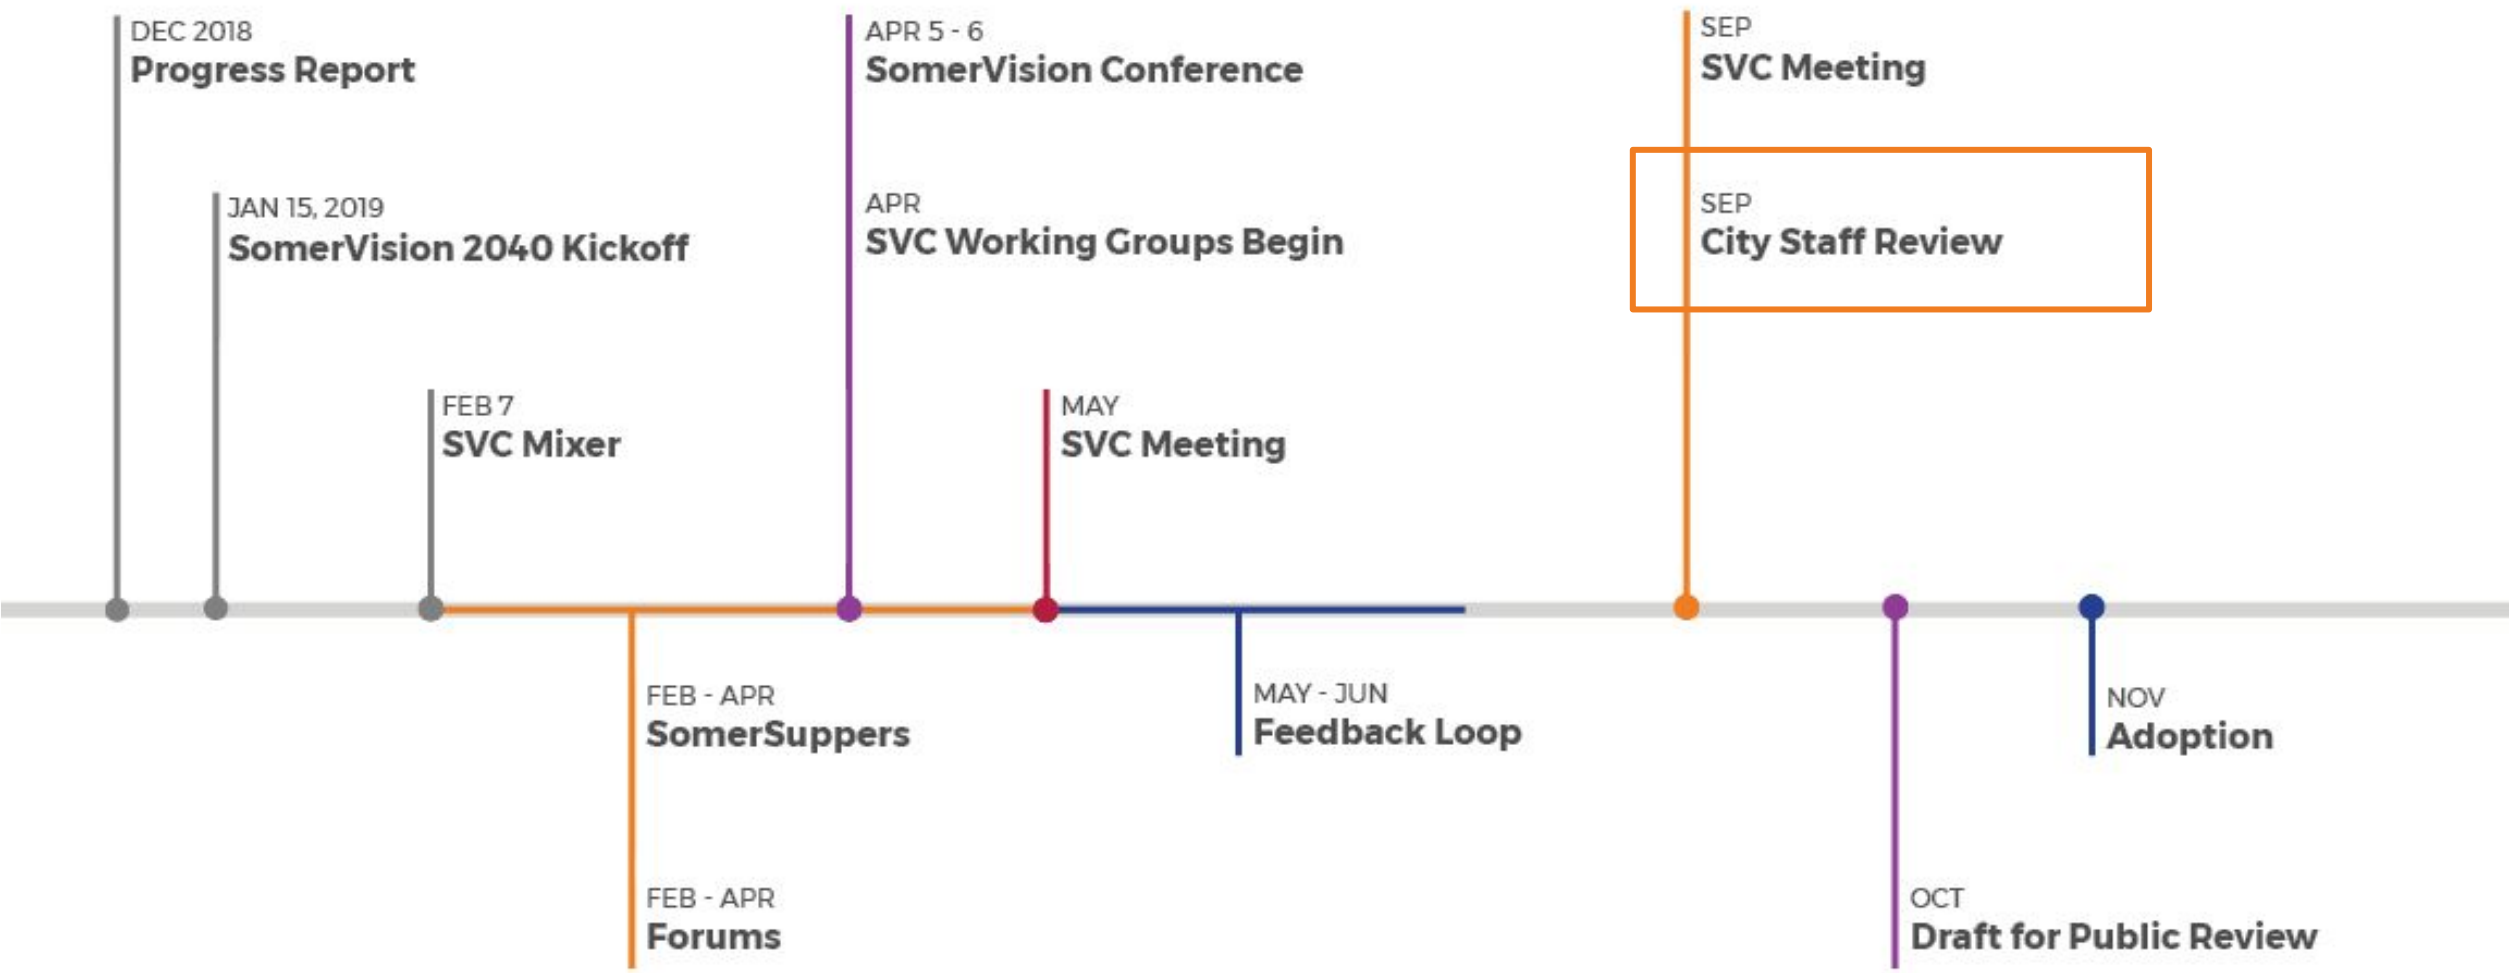 DEC 2018
Progress Report
JAN 15, 2019
SomerVision 2040 Kickoff
FEB 7
SVC Mixer
APR 5 - 6
SomerVision Conference
APR
SVC Working Groups Begin
MAY
SVC Meeting
SEP
SVC Meeting
SEP
City Staff Review
FEB - APR
SomerSuppers
FEB - APR
Forums
MAY - JUN
Feedback Loop
OCT
Draft for Public Review
NOV
Adoption